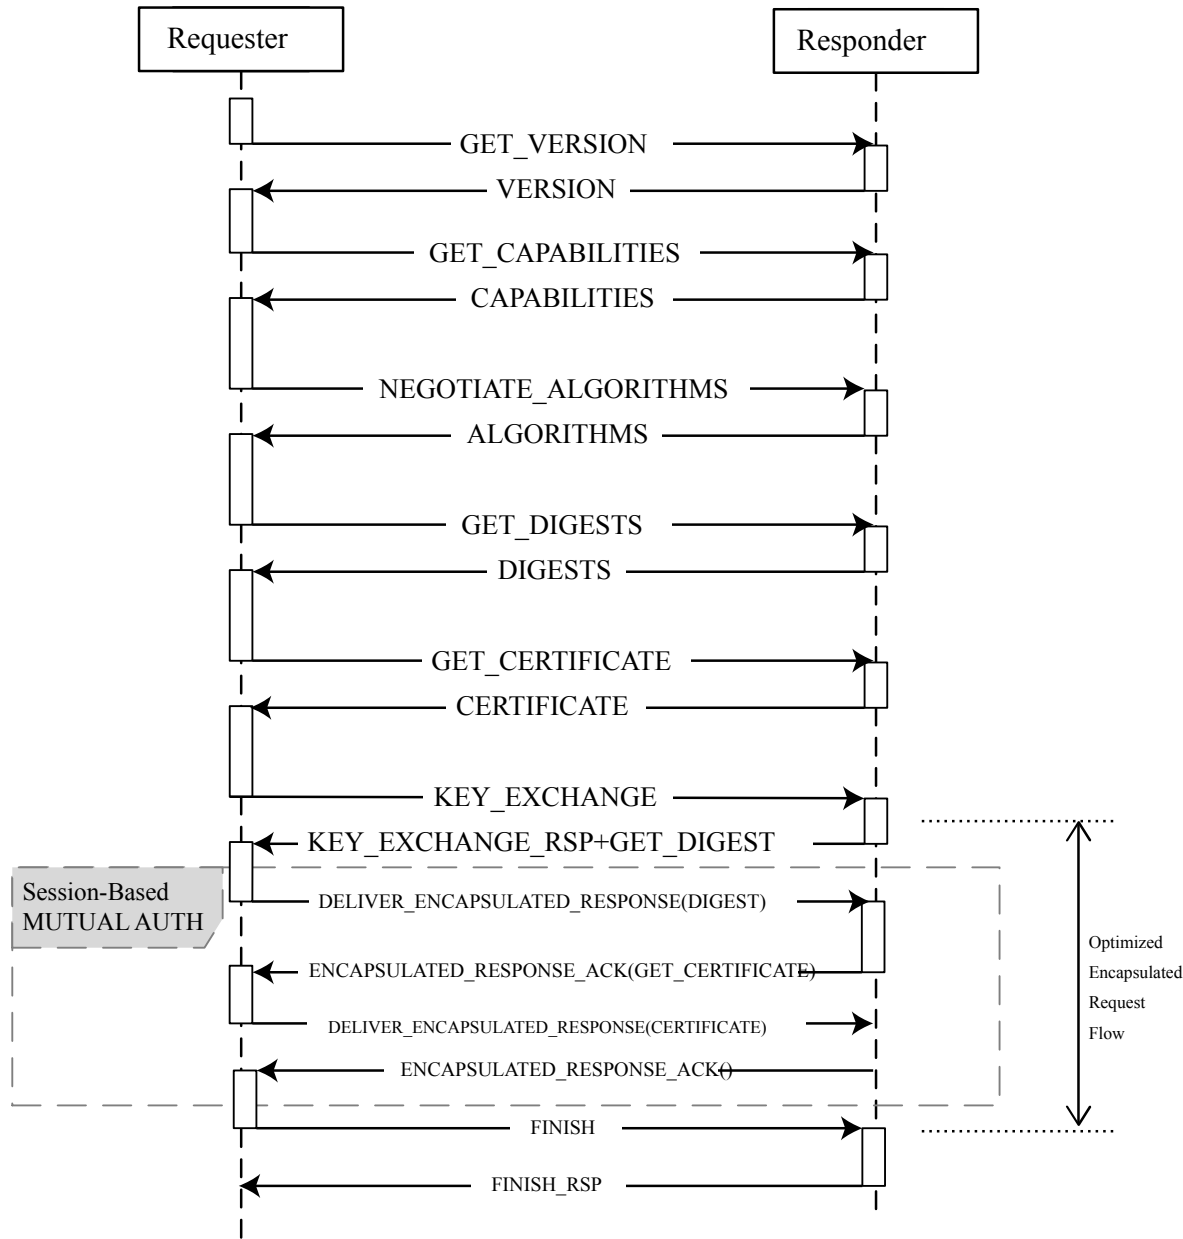 Requester
Responder
GET_VERSION
VERSION
GET_CAPABILITIES
CAPABILITIES
NEGOTIATE_ALGORITHMS
ALGORITHMS
GET_DIGESTS
DIGESTS
GET_CERTIFICATE
CERTIFICATE
KEY_EXCHANGE
KEY_EXCHANGE_RSP+GET_DIGEST
Session-Based
MUTUAL AUTH
DELIVER_ENCAPSULATED_RESPONSE(DIGEST)
ENCAPSULATED_RESPONSE_ACK(GET_CERTIFICATE)
DELIVER_ENCAPSULATED_RESPONSE(CERTIFICATE)
ENCAPSULATED_RESPONSE_ACK()
Optimized
Encapsulated
Request
Flow
FINISH
FINISH_RSP